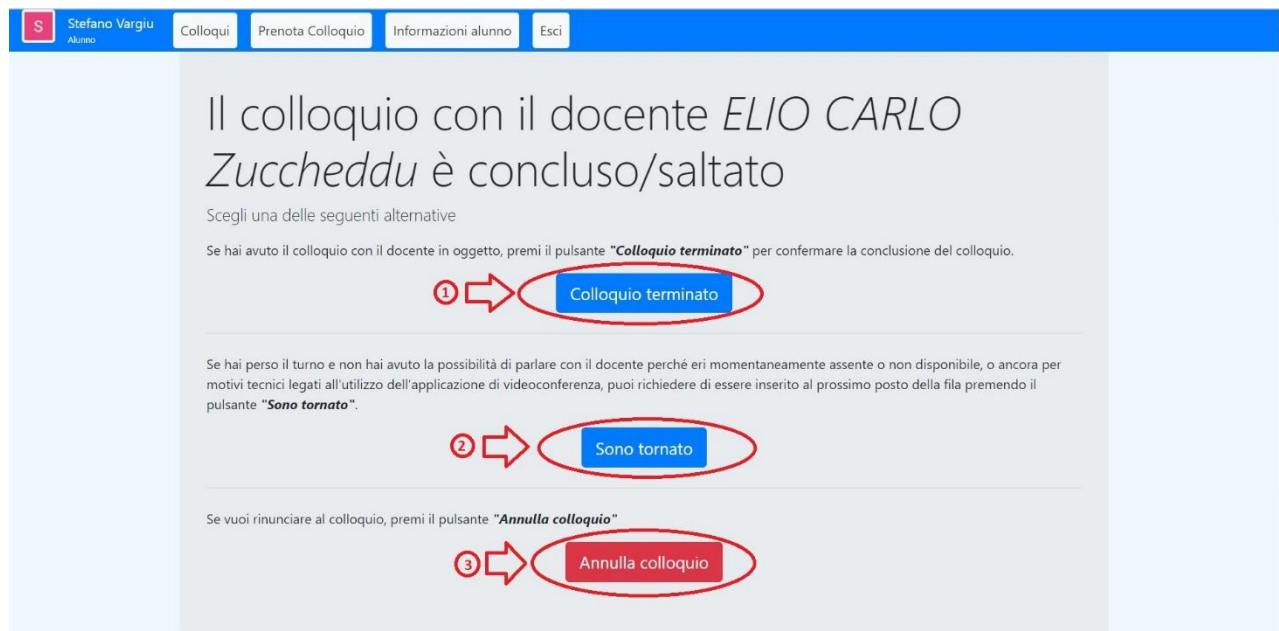 S
Stefano Vargiu
Alunno
Colloqui
Prenota Colloquio
Informazioni alunno
Esci
Il colloquio con il docente ELIO CARLO
Zuccheddu è concluso/saltato
Scegli una delle seguenti alternative
Se hai avuto il colloquio con il docente in oggetto, premi il pulsante "Colloquio terminato" per confermare la conclusione del colloquio.
1
Colloquio terminato
Se hai perso il turno e non hai avuto la possibilità di parlare con il docente perché eri momentaneamente assente o non disponibile, o ancora per
motivi tecnici legati all'utilizzo dell'applicazione di videoconferenza, puoi richiedere di essere inserito al prossimo posto della fila premendo il
pulsante "Sono tornato".
2
Sono tornato
Se vuoi rinunciare al colloquio, premi il pulsante "Annulla colloquio"
3
Annulla colloquio